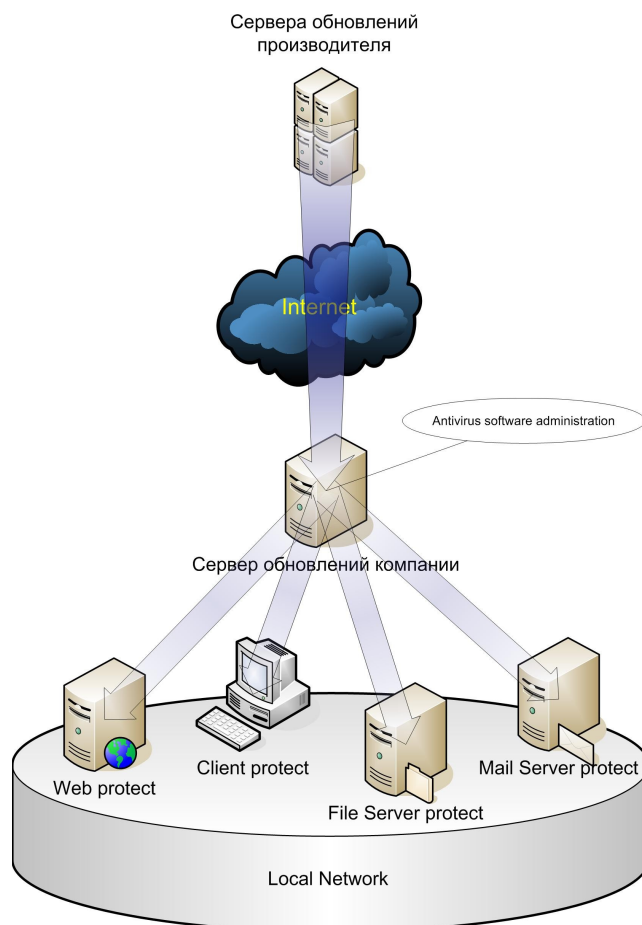 Сервера обновлений
производителя
Internet
Antivirus software administration
Сервер обновлений компании
Web protect
Client protect
File Server protect
Mail Server protect
Local Network